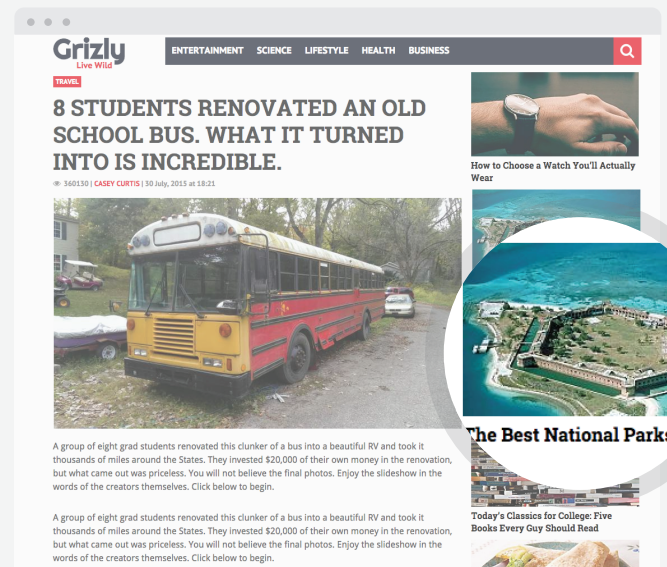 Grizly
Live Wild
ENTERTAINMENT SCIENCE LIFESTYLE HEALTH BUSINESS
TRAVEL
8 STUDENTS RENOVATED AN OLD
SCHOOL BUS. WHAT IT TURNED
INTO IS INCREDIBLE.
360130 | CASEY CURTIS | 30 July, 2015 at 18:21
A group of eight grad students renovated this clunker of a bus into a beautiful RV and took it
thousands of miles around the States. They invested $20,000 of their own money in the renovation,
but what came out was priceless. You will not believe the final photos. Enjoy the slideshow in the
words of the creators themselves. Click below to begin.
A group of eight grad students renovated this clunker of a bus into a beautiful RV and took it
thousands of miles around the States. They invested $20,000 of their own money in the renovation,
but what came out was priceless. You will not believe the final photos. Enjoy the slideshow in the
words of the creators themselves. Click below to begin.
How to Choose a Watch You'll Actually
Wear
The Best National Parks
Today's Classics for College: Five
Books Every Guy Should Read